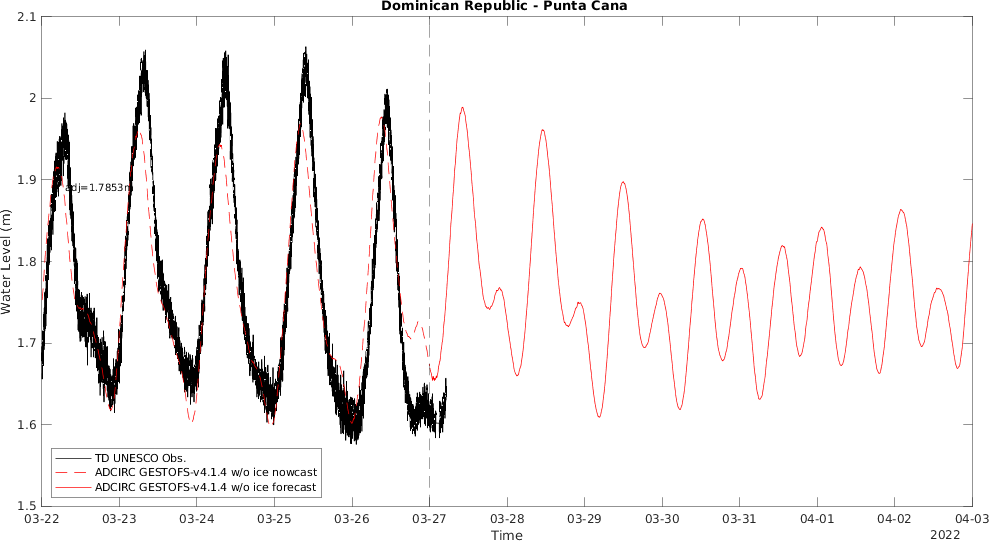 Dominican Republic - Punta Cana
Water Level (m)
2.1
2
1.9
1.8
1.7
1.6
1.5
adj=1.7853m
TD UNESCO Obs.
ADCIRC GESTOFS-v4.1.4 w/o ice nowcast
ADCIRC GESTOFS-v4.1.4 w/o ice forecast
03-22 03-23 03-24 03-25 03-26 03-27 03-28 03-29 03-30 03-31 04-01 04-02 04-03
Time
2022